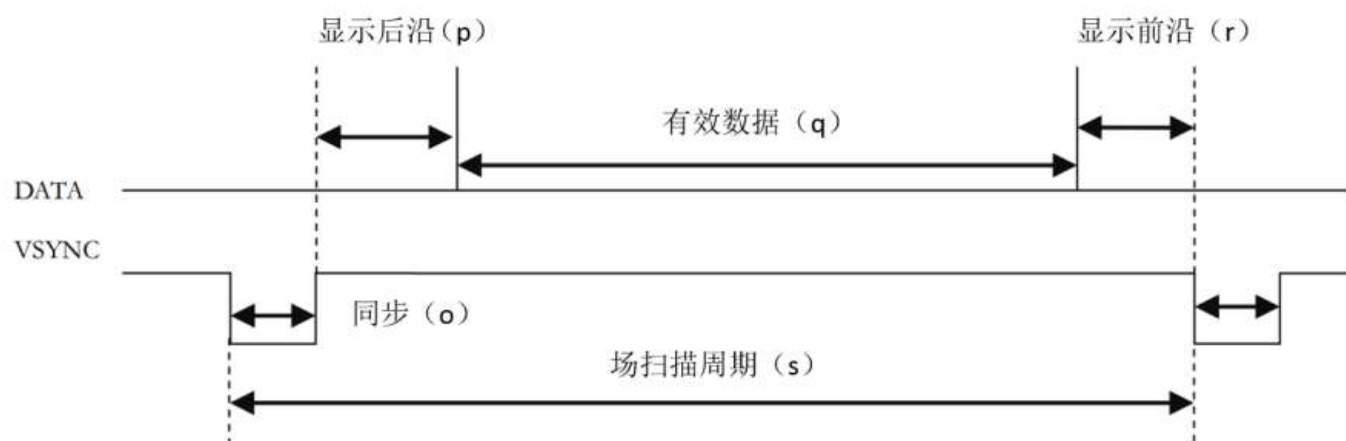 显示后沿(p)
显示前沿（r)
有效数据（q）
DATA
VSYNC
同步（o）
场扫描周期（s）